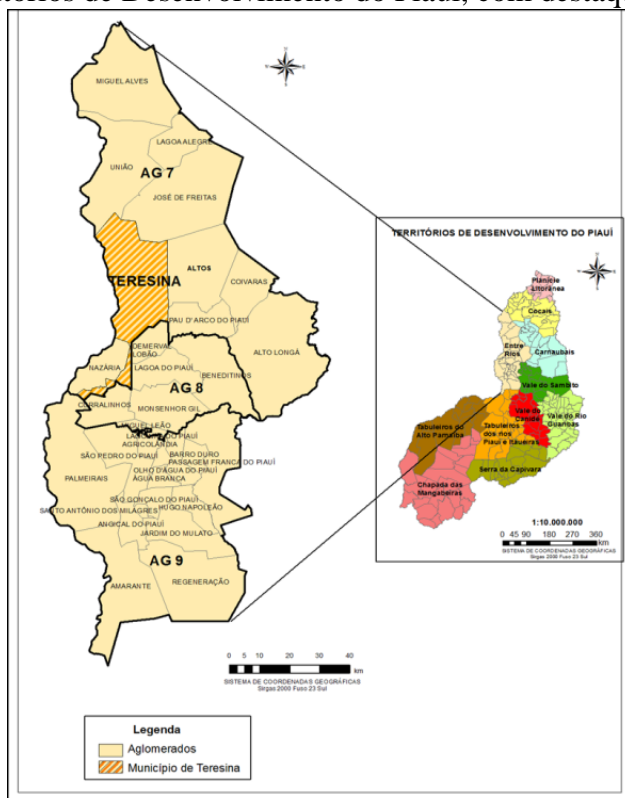 tórios de Desenvolvimento do Piauí, com destaq
MIGUEL ALVES
LAGOA ALEGRE
UNIÃO
AG 7
JOSÉ DE FREITAS
TERESINA
ALTOS
COIVARAS
PAU D'ARCO DO PIAUÍ
DEMERVAL
LOBÃO
ALTO LONGÁ
NAZÁRIA
LAGOA DO PIAUÍ
BENEDITINOS
AG 8
CURRALINHOS
MONSENHOR GIL
MIGUEL LEÃO
AGRICOLÂNDIA
SÃO PEDRO DO PIAUÍ
BARRO DURO
PASSAGEM FRANCA DO PIAUÍ
OLHO D'ÁGUA DO PIAUÍ
ÁGUA BRANCA
PALMEIRAIS
SÃO GONÇALO DO PIAUÍ
SANTO ANTÔNIO DOS MILAGRES
HUGO NAPOLEÃO
ANGICAL DO PIAUÍ
JARDIM DO MULATO
AG 9
AMARANTE
REGENERAÇÃO
0 5 10 20 30 40
km
SISTEMA DE COORDENADAS GEOGRÁFICAS
Sirgas 2000 Fuso 23 Sul
Legenda
Aglomerados
Município de Teresina
TERRITÓRIOS DE DESENVOLVIMENTO DO PIAUÍ
Planície
Litorânea
Cocais
Entre
Rios
Carnaubais
Vale do Sambito
Vale do
Canindé
Vale do Rio
Guaribas
Tabuleiros do
Alto Parnaíba
Tabuleiros
dos rios
Piauí e Itaueiras
Serra da Capivara
Chapada das
Mangabeiras
1:10.000.000
0 45 90 180 270 360
km
SISTEMA DE COORDENADAS GEOGRÁFICAS
Sirgas 2000 Fuso 23 Sul